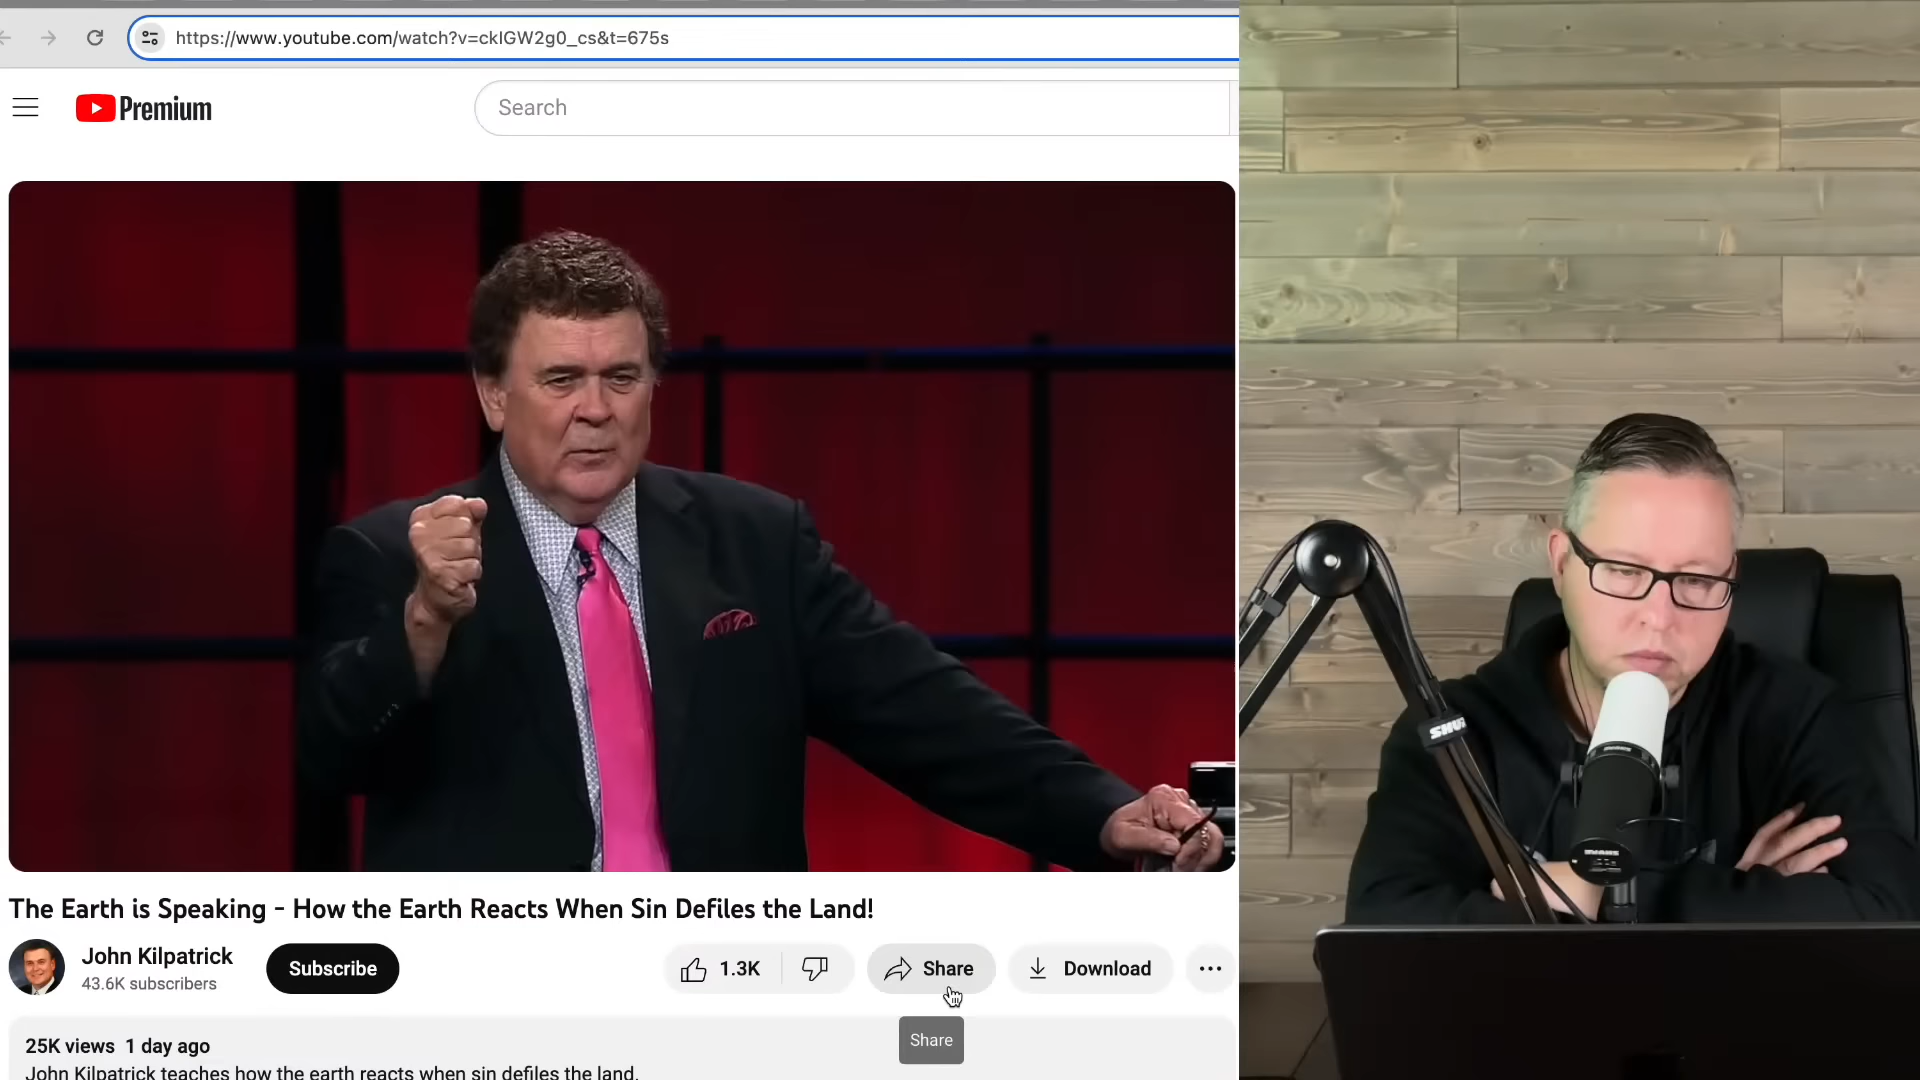 https://www.youtube.com/watch?v=cklGW2g0_cs&t=675s
Premium
Search
The Earth is Speaking - How the Earth Reacts When Sin Defiles the Land!
John Kilpatrick
43.6K subscribers
Subscribe
1.3K
Share
Download
Share
25K views 1 day ago
John Kilpatrick teaches how the earth reacts when sin defiles the land.